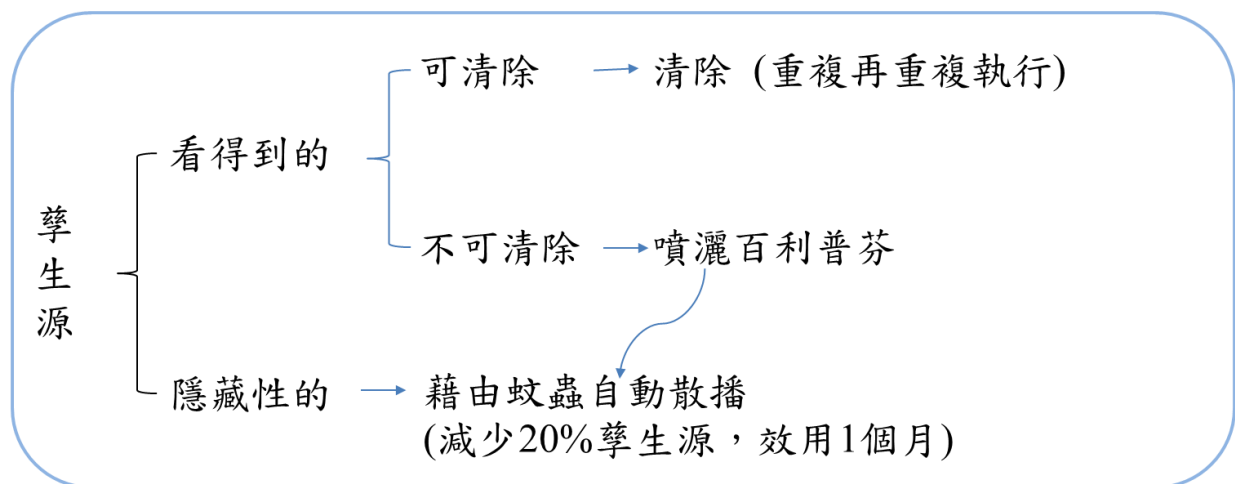 孳生源
看得到的
可清除
清除 (重複再重複執行)
不可清除
噴灑百利普芬
隱藏性的
藉由蚊蟲自動散播
(減少20%孳生源，效用1個月)